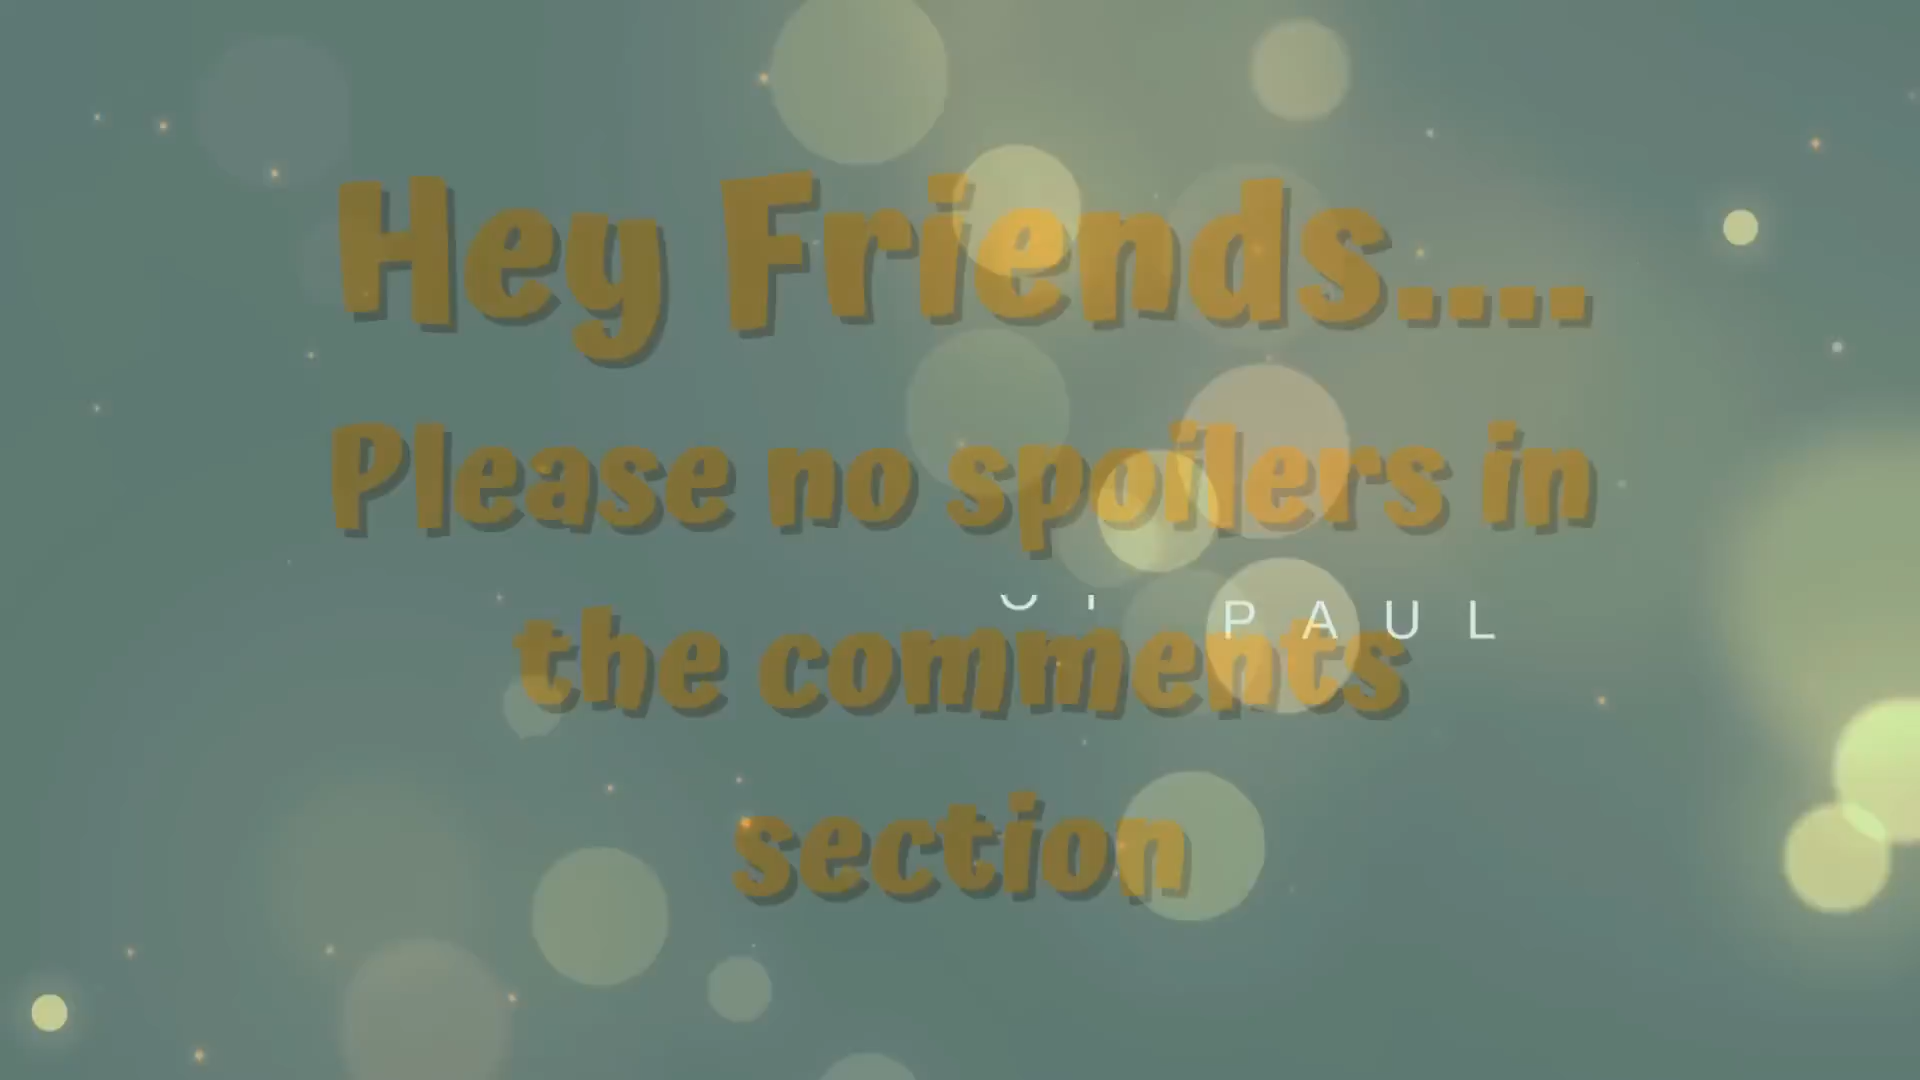 Hey Friends....
Please no spoilers in
PAUL
the comments
section